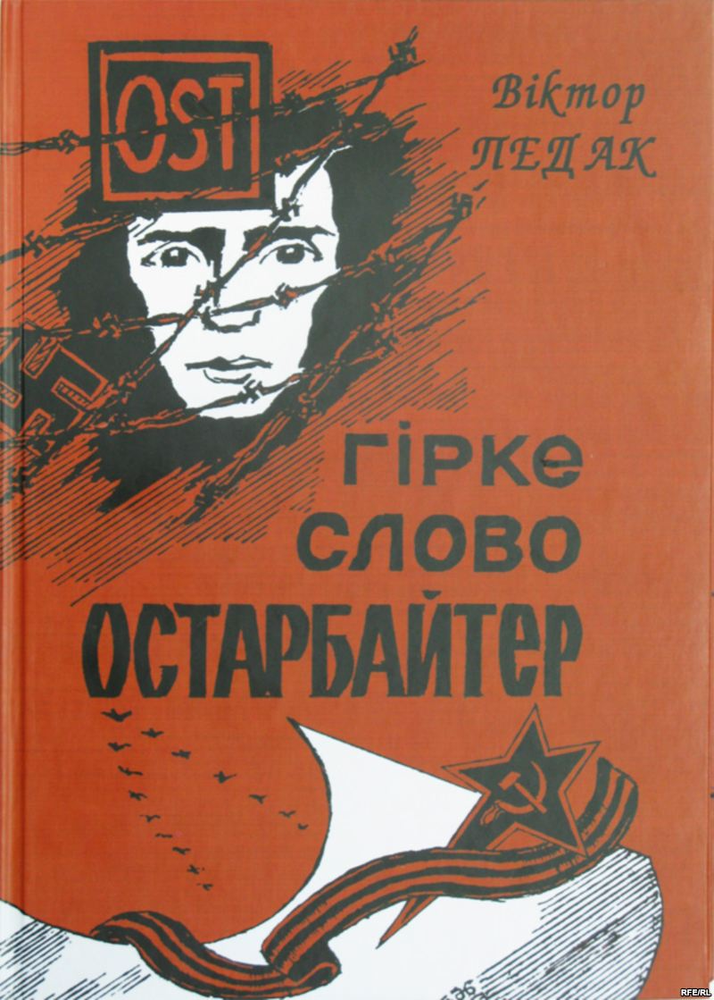 OST
Віктор
ПЕДАК
ГІРКЕ
СЛОВО
ОСТАРБАЙТЕР
RFE/RL